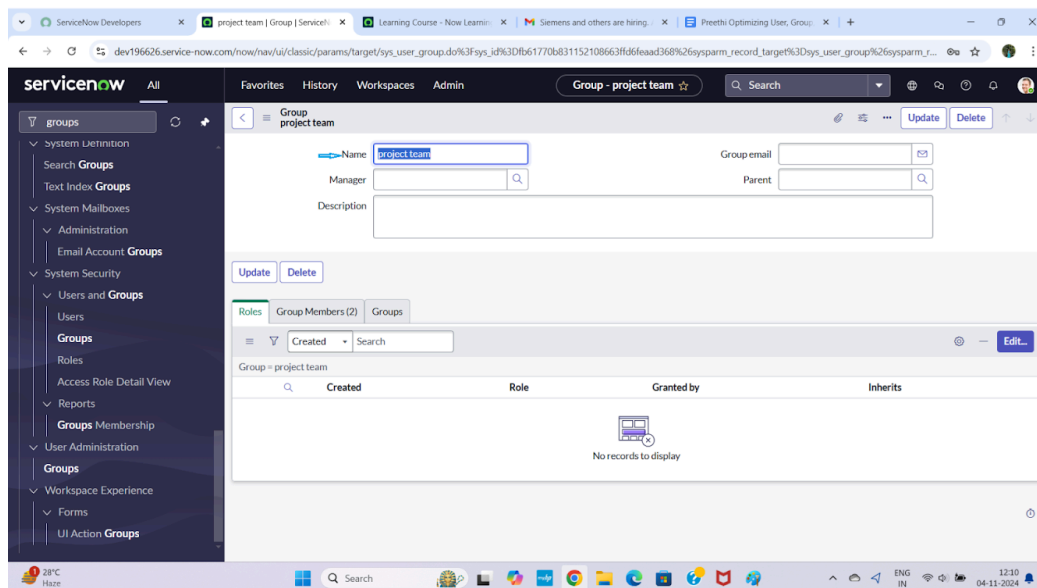 ServiceNow Developers
project team | Group | ServiceN
Learning Course - Now Learnin
Siemens and others are hiring.
Preethi Optimizing User, Group
dev196626.service-now.com/now/nav/ui/classic/params/target/sys_user_group.do%3Fsys_id%3Dfb61770b831152108663ffd6feaad368%26sysparm_record_target%3Dsys_user_group%26sysparm_r...
servicenow
All
Favorites
History
Workspaces
Admin
Group - project team
Search
groups
System Definition
Search Groups
Text Index Groups
System Mailboxes
Administration
Email Account Groups
System Security
Users and Groups
Users
Groups
Roles
Access Role Detail View
Reports
Groups Membership
User Administration
Groups
Workspace Experience
Forms
UI Action Groups
Group
project team
Update
Delete
Name
project team
Group email
Manager
Parent
Description
Update
Delete
Roles
Group Members (2)
Groups
Created
Search
Edit...
Group = project team
Created
Role
Granted by
Inherits
No records to display
1
28°C
Haze
Search
ENG
IN
12:10
04-11-2024